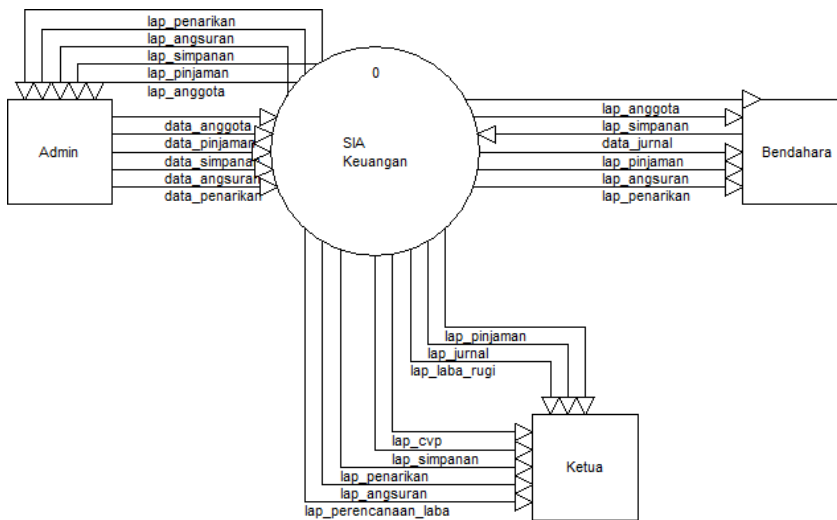 lap_penarikan
lap_angsuran
lap_simpanan
lap_pinjaman
lap_anggota
0
SIA
Keuangan
Admin
data_anggota
data_pinjaman
data_simpanan
data_angsuran
data_penarikan
lap_anggota
lap_simpanan
data_jurnal
lap_pinjaman
lap_angsuran
lap_penarikan
Bendahara
lap_pinjaman
lap_jurnal
lap_laba_rugi
lap_cvp
lap_simpanan
lap_penarikan
lap_angsuran
lap_perencanaan_laba
Ketua